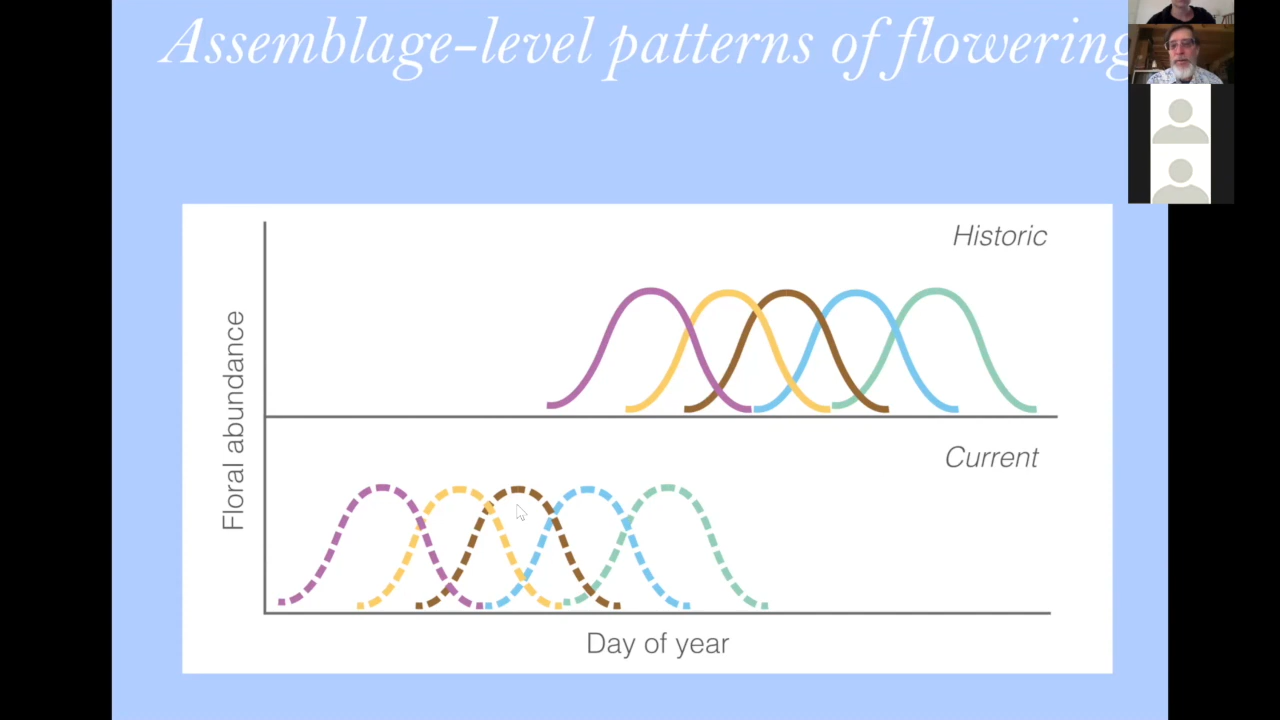 Assemblage-level patterns of flowering
Historic
Floral abundance
Current
Day of year